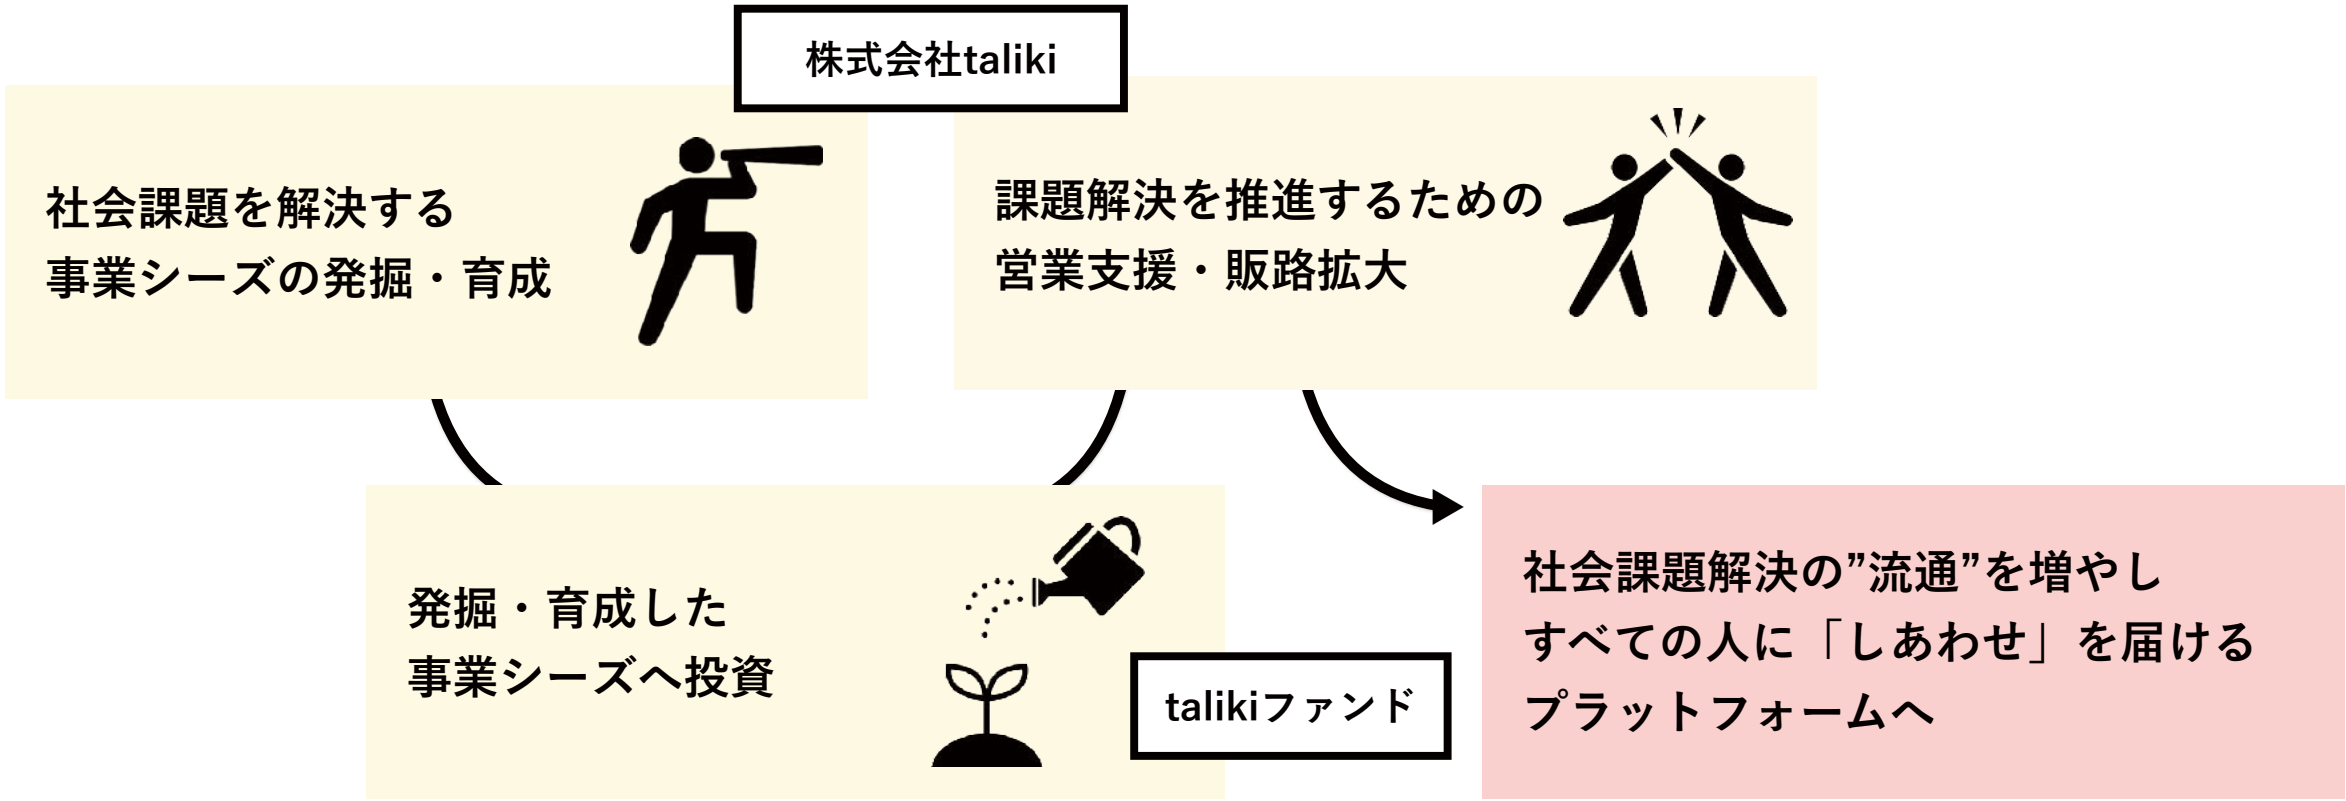 株式会社taliki
社会課題を解決する
事業シーズの発掘・育成
課題解決を推進するための
営業支援・販路拡大
発掘・育成した
事業シーズへ投資
talikiファンド
社会課題解決の”流通”を増やし
すべての人に「しあわせ」を届ける
プラットフォームへ